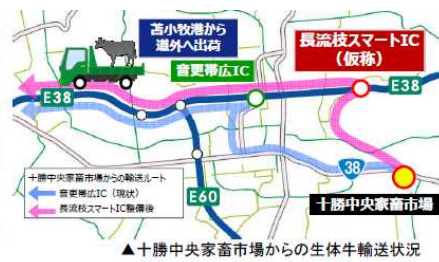 苫小牧港から
道外へ出荷
長流枝スマートIC
(仮称)
音更帯広IC
E38
E38
38
十勝中央家畜市場からの輸送ルート
音更帯広IC(現状)
長流枝スマートIC整備後
E60
十勝中央家畜市場
▲十勝中央家畜市場からの生体牛輸送状況